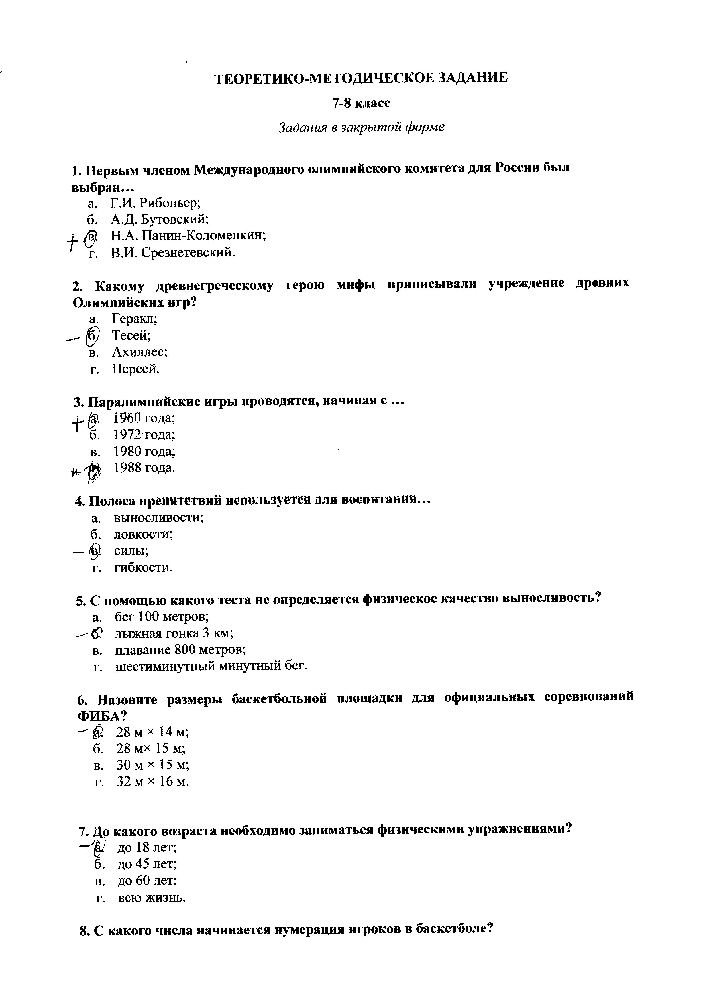 ТЕОРЕТИКО-МЕТОДИЧЕСКОЕ ЗАДАНИЕ
7-8 класс
Задания в закрытой форме
1. Первым членом Международного олимпийского комитета для России был
выбран...
а. Г.И. Рибопьер;
б. А.Д. Бутовский;
+ в. Н.А. Панин-Коломенкин;
г. В.И. Срезнетевский.
2. Какому древнегреческому герою мифы приписывали учреждение древних
Олимпийских игр?
а. Геракл;
– б. Тесей;
в. Ахиллес;
г. Персей.
3. Паралимпийские игры проводятся, начиная с ...
+ а. 1960 года;
б. 1972 года;
в. 1980 года;
1988 года.
4. Полоса препятствий используется для воспитания...
а. выносливости;
б. ловкости;
– в. силы;
г. гибкости.
5. С помощью какого теста не определяется физическое качество выносливость?
а. бег 100 метров;
– б. лыжная гонка 3 км;
в. плавание 800 метров;
г. шестиминутный минутный бег.
6. Назовите размеры баскетбольной площадки для официальных соревнований
ФИБА?
– а. 28 м × 14 м;
б. 28 м× 15 м;
в. 30 м × 15 м;
г. 32 м × 16 м.
7. До какого возраста необходимо заниматься физическими упражнениями?
– а. до 18 лет;
б. до 45 лет;
в. до 60 лет;
г. всю жизнь.
8. С какого числа начинается нумерация игроков в баскетболе?